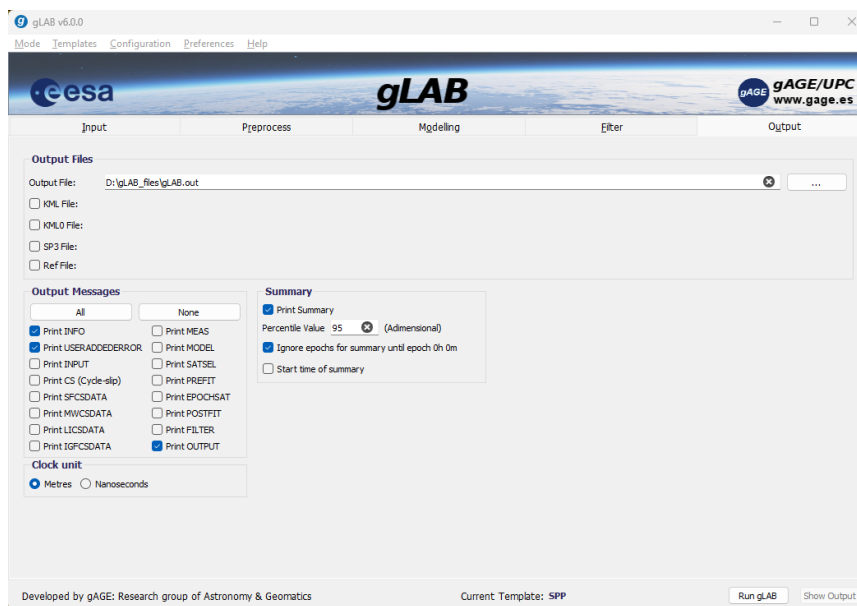 gLAB v6.0.0
Mode Templates Configuration Preferences Help
esa
gLAB
gAGE
gAGE/UPC
www.gage.es
Input Preprocess Modelling Filter Output
Output Files
Output File: D:\gLAB_files\gLAB.out ...
KML File:
KML0 File:
SP3 File:
Ref File:
Output Messages
All None
Print INFO Print MEAS
Print USERADDEDERROR Print MODEL
Print INPUT Print SATSEL
Print CS (Cycle-slip) Print PREFIT
Print SFCSDATA Print EPOCHSAT
Print MWCSDATA Print POSTFIT
Print LICSDATA Print FILTER
Print IGFCSDATA Print OUTPUT
Summary
Print Summary
Percentile Value 95 (Adimensional)
Ignore epochs for summary until epoch 0h 0m
Start time of summary
Clock unit
Metres Nanoseconds
Developed by gAGE: Research group of Astronomy & Geomatics Current Template: SPP Run gLAB Show Output